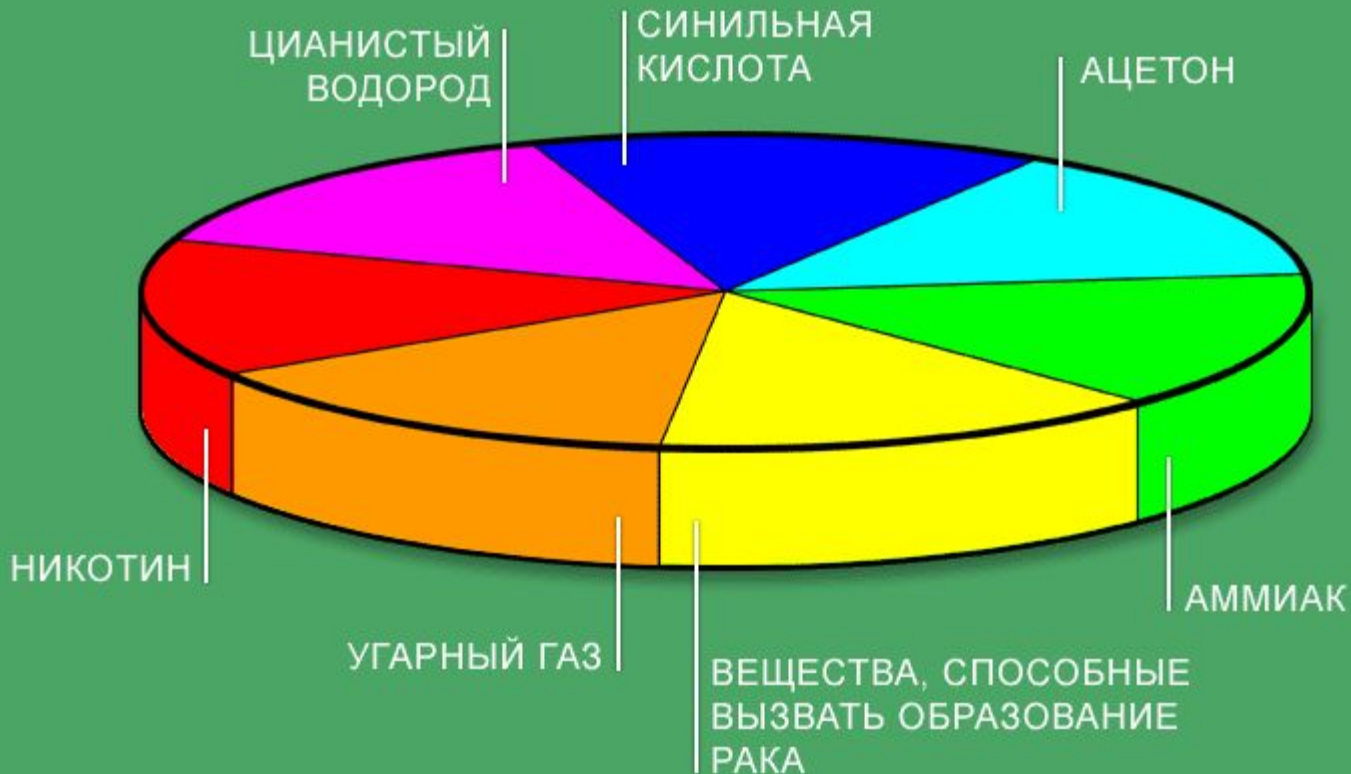 ЦИАНИСТЫЙ
ВОДОРОД
СИНИЛЬНАЯ
КИСЛОТА
АЦЕТОН
НИКОТИН
УГАРНЫЙ ГАЗ
ВЕЩЕСТВА, СПОСОБНЫЕ
ВЫЗВАТЬ ОБРАЗОВАНИЕ
РАКА
АММИАК